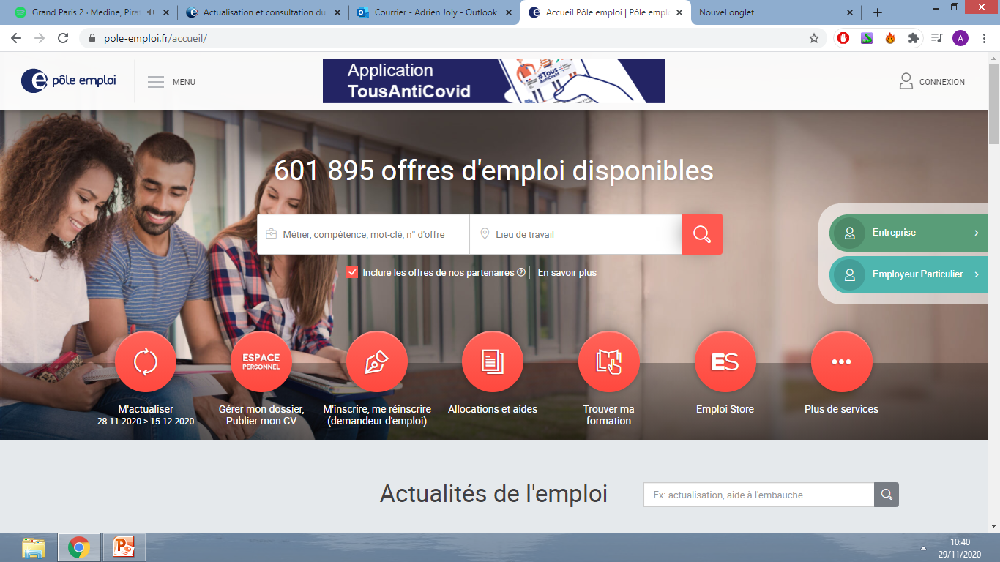 Grand Paris 2 · Medine, Pirat
Actualisation et consultation du
Courrier - Adrien Joly - Outlook
Accueil Pôle emploi | Pôle empl
Nouvel onglet
pole-emploi.fr/accueil/
A
pôle emploi
MENU
Application
TousAntiCovid
#Tous
AntiCovid
CONNEXION
601 895 offres d'emploi disponibles
Métier, compétence, mot-clé, n° d'offre
Lieu de travail
Inclure les offres de nos partenaires ?
En savoir plus
Entreprise
Employeur Particulier
ESPACE
PERSONNEL
ES
M'actualiser
28.11.2020 > 15.12.2020
Gérer mon dossier,
Publier mon CV
M'inscrire, me réinscrire
(demandeur d'emploi)
Allocations et aides
Trouver ma
formation
Emploi Store
Plus de services
Actualités de l'emploi
Ex: actualisation, aide à l'embauche...
10:40
29/11/2020